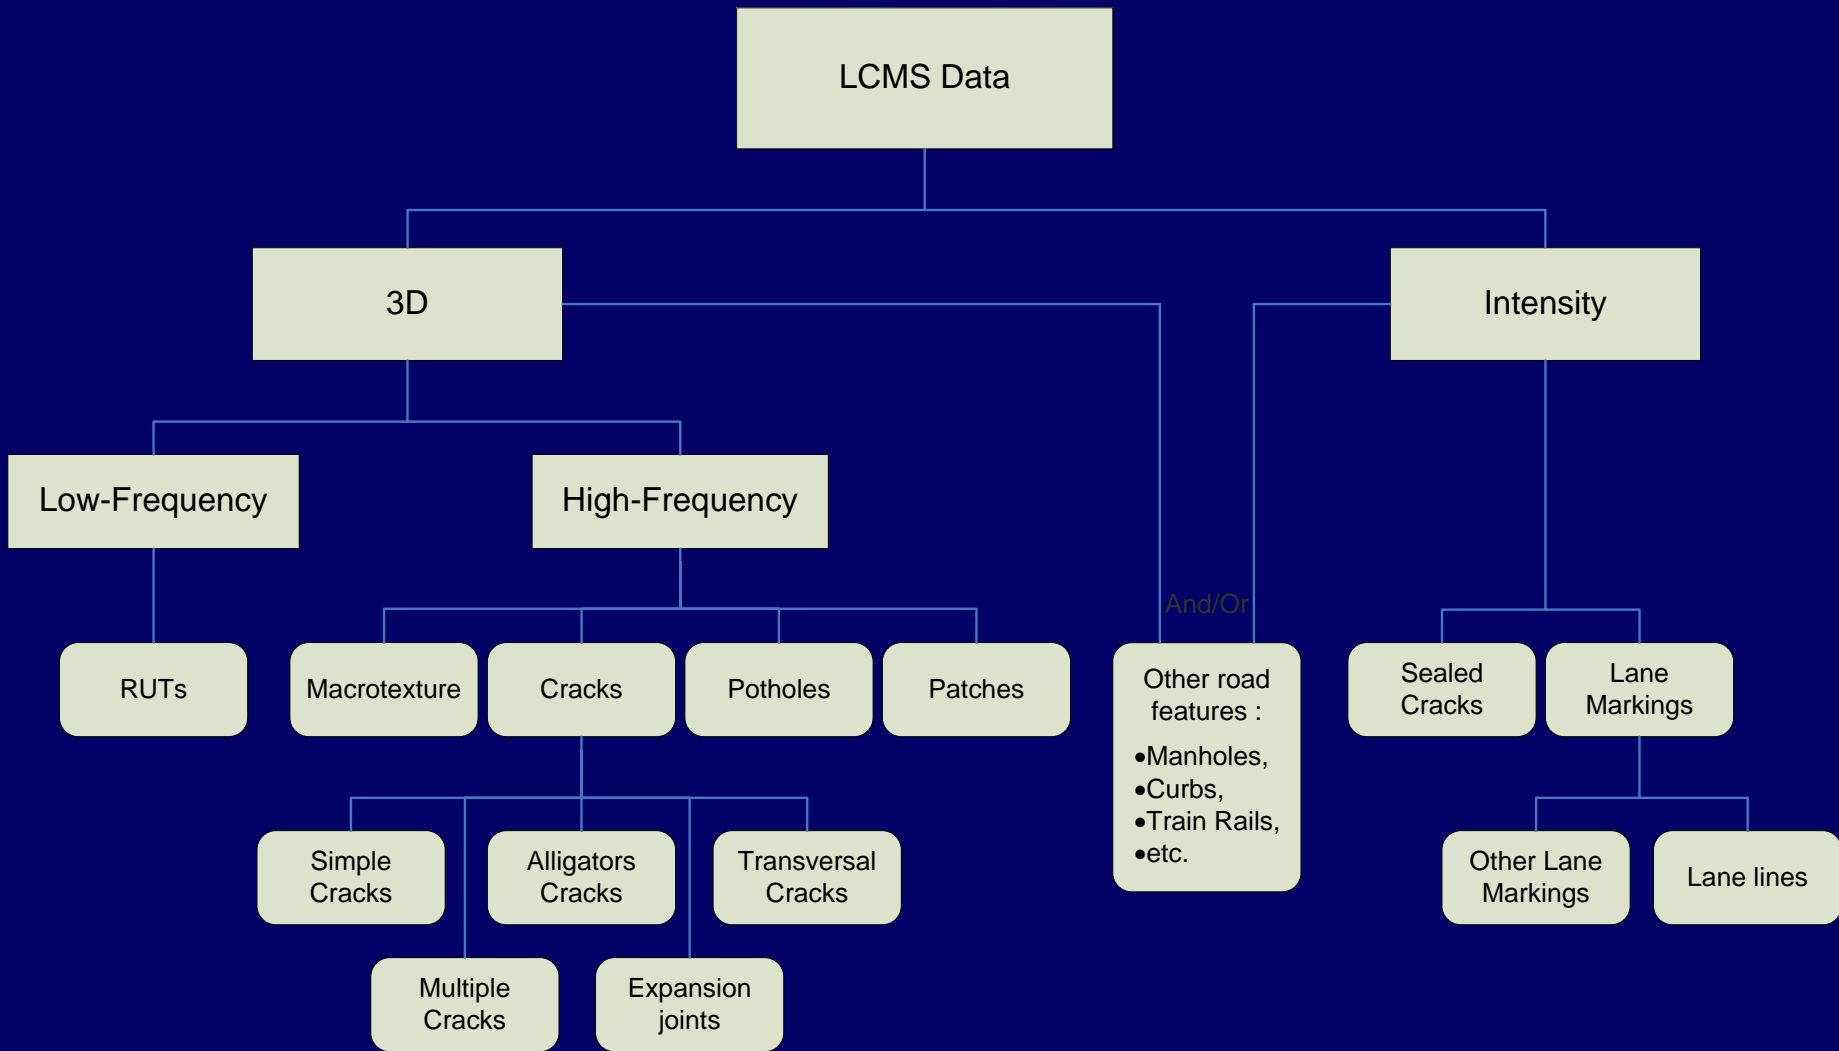 LCMS Data
3D
Intensity
Low-Frequency
High-Frequency
And/Or
RUTs
Macrotexture
Cracks
Potholes
Patches
Other road
features :
•Manholes,
•Curbs,
•Train Rails,
•etc.
Sealed
Cracks
Lane
Markings
Simple
Cracks
Alligators
Cracks
Transversal
Cracks
Other Lane
Markings
Lane lines
Multiple
Cracks
Expansion
joints